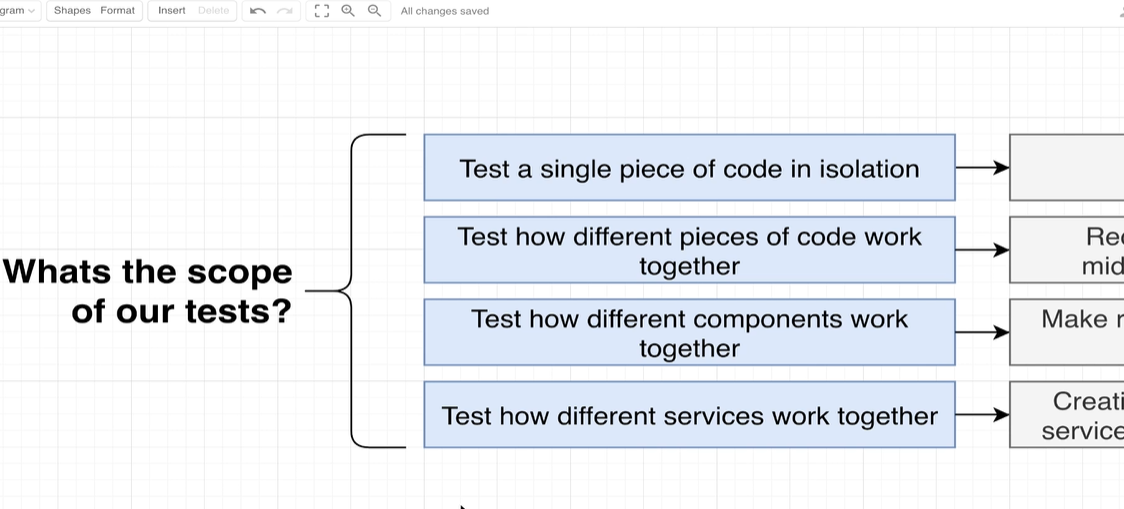 gram
Shapes Format Insert Delete All changes saved
Whats the scope
of our tests?
Test a single piece of code in isolation
Test how different pieces of code work
together
Test how different components work
together
Test how different services work together
mid
Make
service